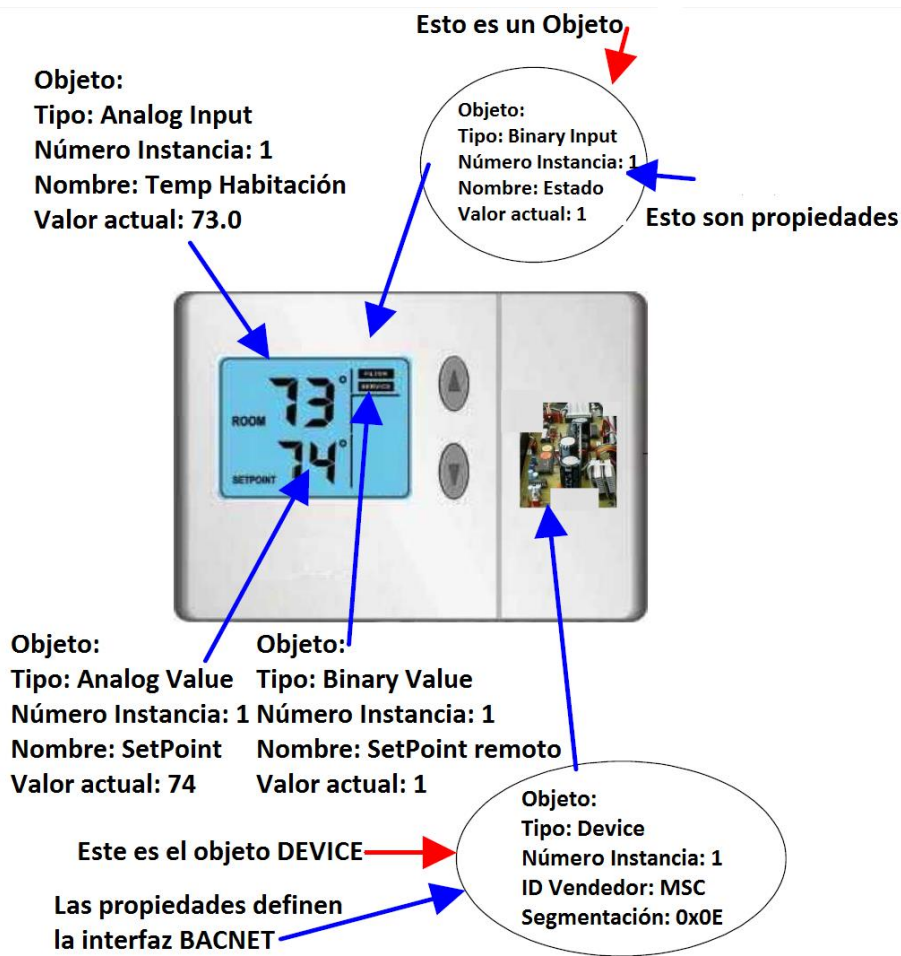 Esto es un Objeto
Objeto:
Tipo: Analog Input
Número Instancia: 1
Nombre: Temp Habitación
Valor actual: 73.0
Objeto:
Tipo: Binary Input
Número Instancia: 1
Nombre: Estado
Valor actual: 1
Esto son propiedades
FILTER
SERVICE
73°
ROOM
74°
SETPOINT
Objeto:
Tipo: Analog Value
Número Instancia: 1
Nombre: SetPoint
Valor actual: 74
Objeto:
Tipo: Binary Value
Número Instancia: 1
Nombre: SetPoint remoto
Valor actual: 1
Objeto:
Tipo: Device
Número Instancia: 1
ID Vendedor: MSC
Segmentación: 0x0E
Este es el objeto DEVICE
Las propiedades definen
la interfaz BACNET